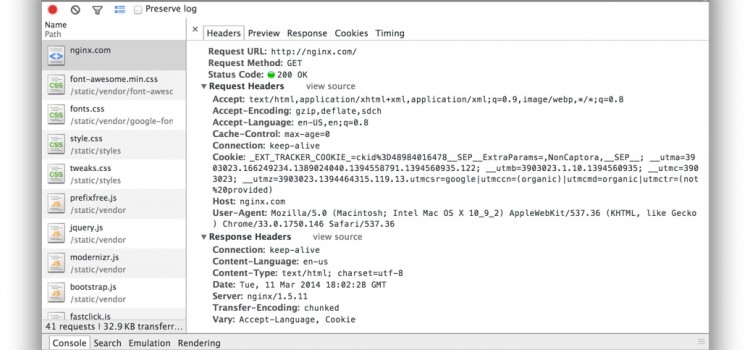 Preserve log
Name
Path
× Headers Preview Response Cookies Timing
nginx.com
font-awesome.min.css
/static/vendor/font-awesc
fonts.css
/static/vendor/google-fon
style.css
/static/styles
tweaks.css
/static/styles
prefixfree.js
/static/vendor
jquery.js
/static/vendor
modernizr.js
/static/vendor
bootstrap.js
/static/vendor
fastclick.js
41 requests | 32.9 KB transferr...
Request URL: http://nginx.com/
Request Method: GET
Status Code: 200 OK
▼ Request Headers view source
Accept: text/html,application/xhtml+xml,application/xml;q=0.9,image/webp,*/*;q=0.8
Accept-Encoding: gzip,deflate,sdch
Accept-Language: en-US,en;q=0.8
Cache-Control: max-age=0
Connection: keep-alive
Cookie: _EXT_TRACKER_COOKIE_=ckid%3D48984016478__SEP__ExtraParams=,NonCaptora,__SEP__; __utma=390
3023.166249234.1389024040.1394558791.1394560935.122; __utmb=3903023.1.10.1394560935; __utmc=3903
023; __utmz=3903023.1394464315.119.13.utmcsr=google|utmccn=(organic)|utmcmd=organic|utmctr=(not
%20provided)
Host: nginx.com
User-Agent: Mozilla/5.0 (Macintosh; Intel Mac OS X 10_9_2) AppleWebKit/537.36 (KHTML, like Gecko
) Chrome/33.0.1750.146 Safari/537.36
▼ Response Headers view source
Connection: keep-alive
Content-Language: en-us
Content-Type: text/html; charset=utf-8
Date: Tue, 11 Mar 2014 18:02:28 GMT
Server: nginx/1.5.11
Transfer-Encoding: chunked
Vary: Accept-Language, Cookie
Console Search Emulation Rendering